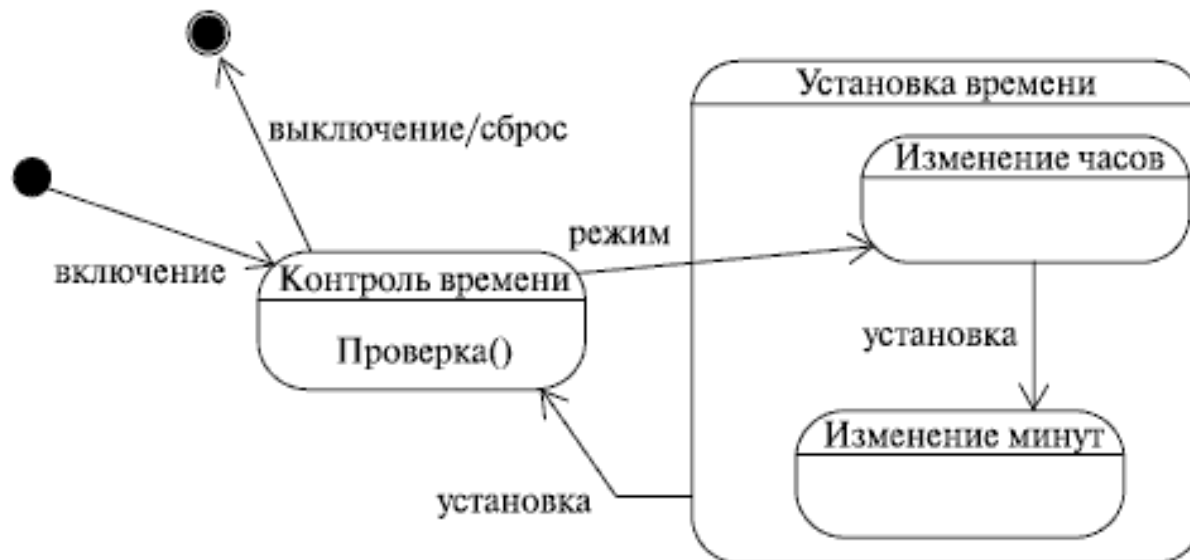 выключение/сброс
включение
Контроль времени
Проверка()
режим
установка
Установка времени
Изменение часов
установка
Изменение минут